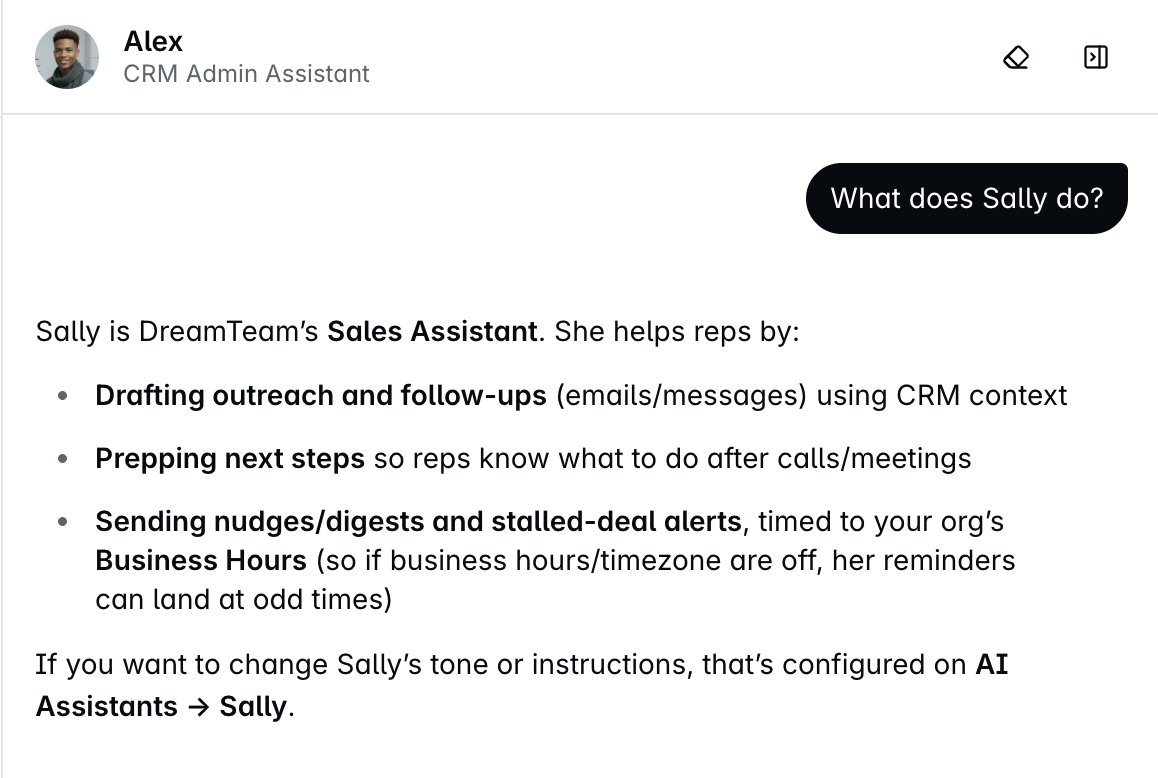 Alex
CRM Admin Assistant
What does Sally do?
Sally is DreamTeam’s Sales Assistant. She helps reps by:
• Drafting outreach and follow-ups (emails/messages) using CRM context
• Prepping next steps so reps know what to do after calls/meetings
• Sending nudges/digests and stalled-deal alerts, timed to your org’s
Business Hours (so if business hours/timezone are off, her reminders
can land at odd times)
If you want to change Sally’s tone or instructions, that’s configured on AI
Assistants → Sally.